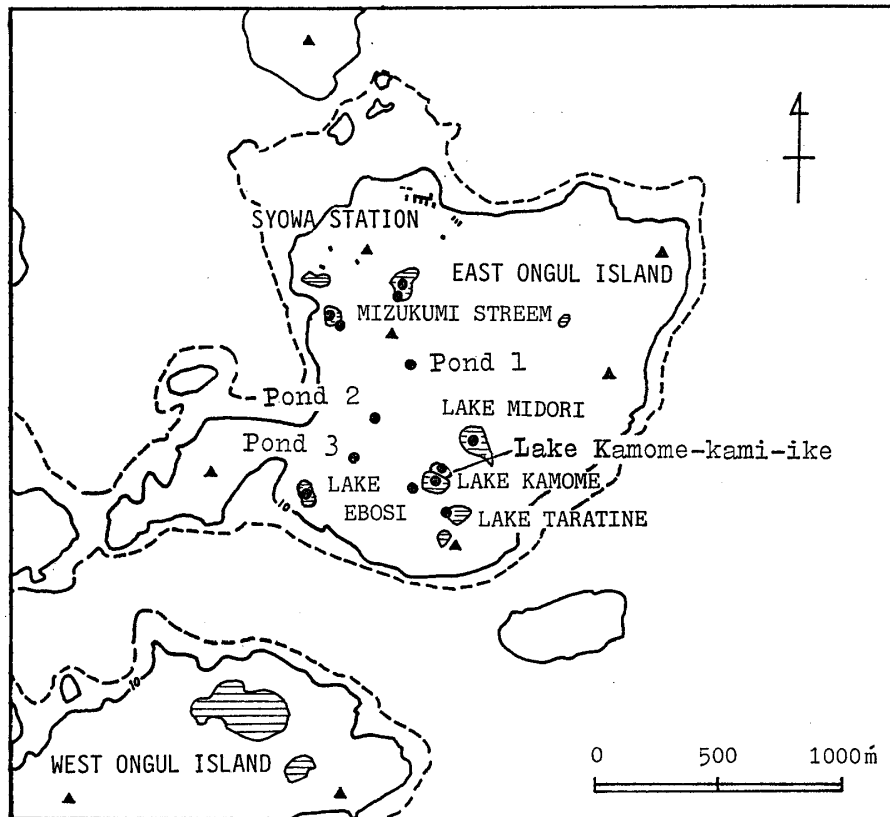 4
SYOWA STATION
EAST ONGUL ISLAND
MIZUKUMI STREEM
Pond 1
Pond 2
LAKE MIDORI
Pond 3
Lake Kamome-kami-ike
LAKE
EBOSI
LAKE KAMOME
10
LAKE TARATINE
10
WEST ONGUL ISLAND
0 500 1000m